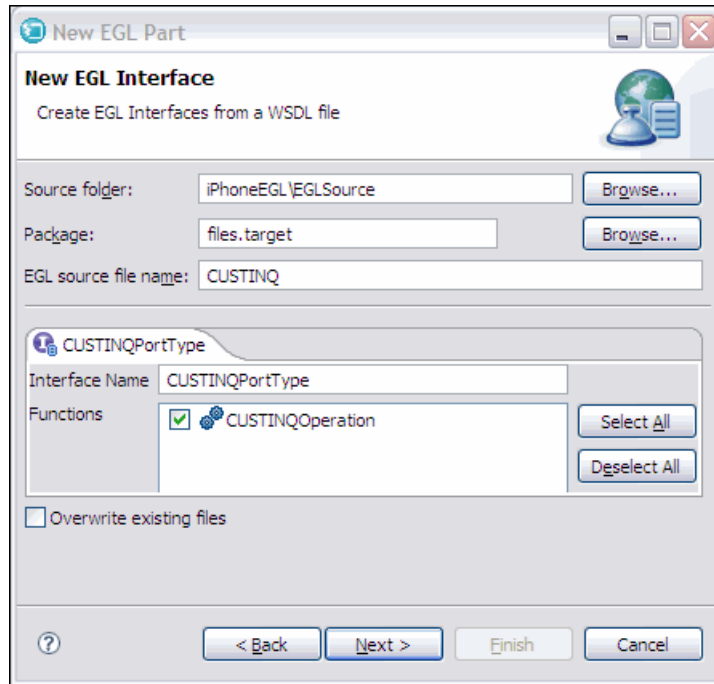 New EGL Part
New EGL Interface
Create EGL Interfaces from a WSDL file
Source folder: iPhoneEGL\EGLSource Browse...
Package: files.target Browse...
EGL source file name: CUSTINQ
CUSTINQPortType
Interface Name CUSTINQPortType
Functions CUSTINQOperation Select All
Deselect All
Overwrite existing files
? < Back Next > Finish Cancel